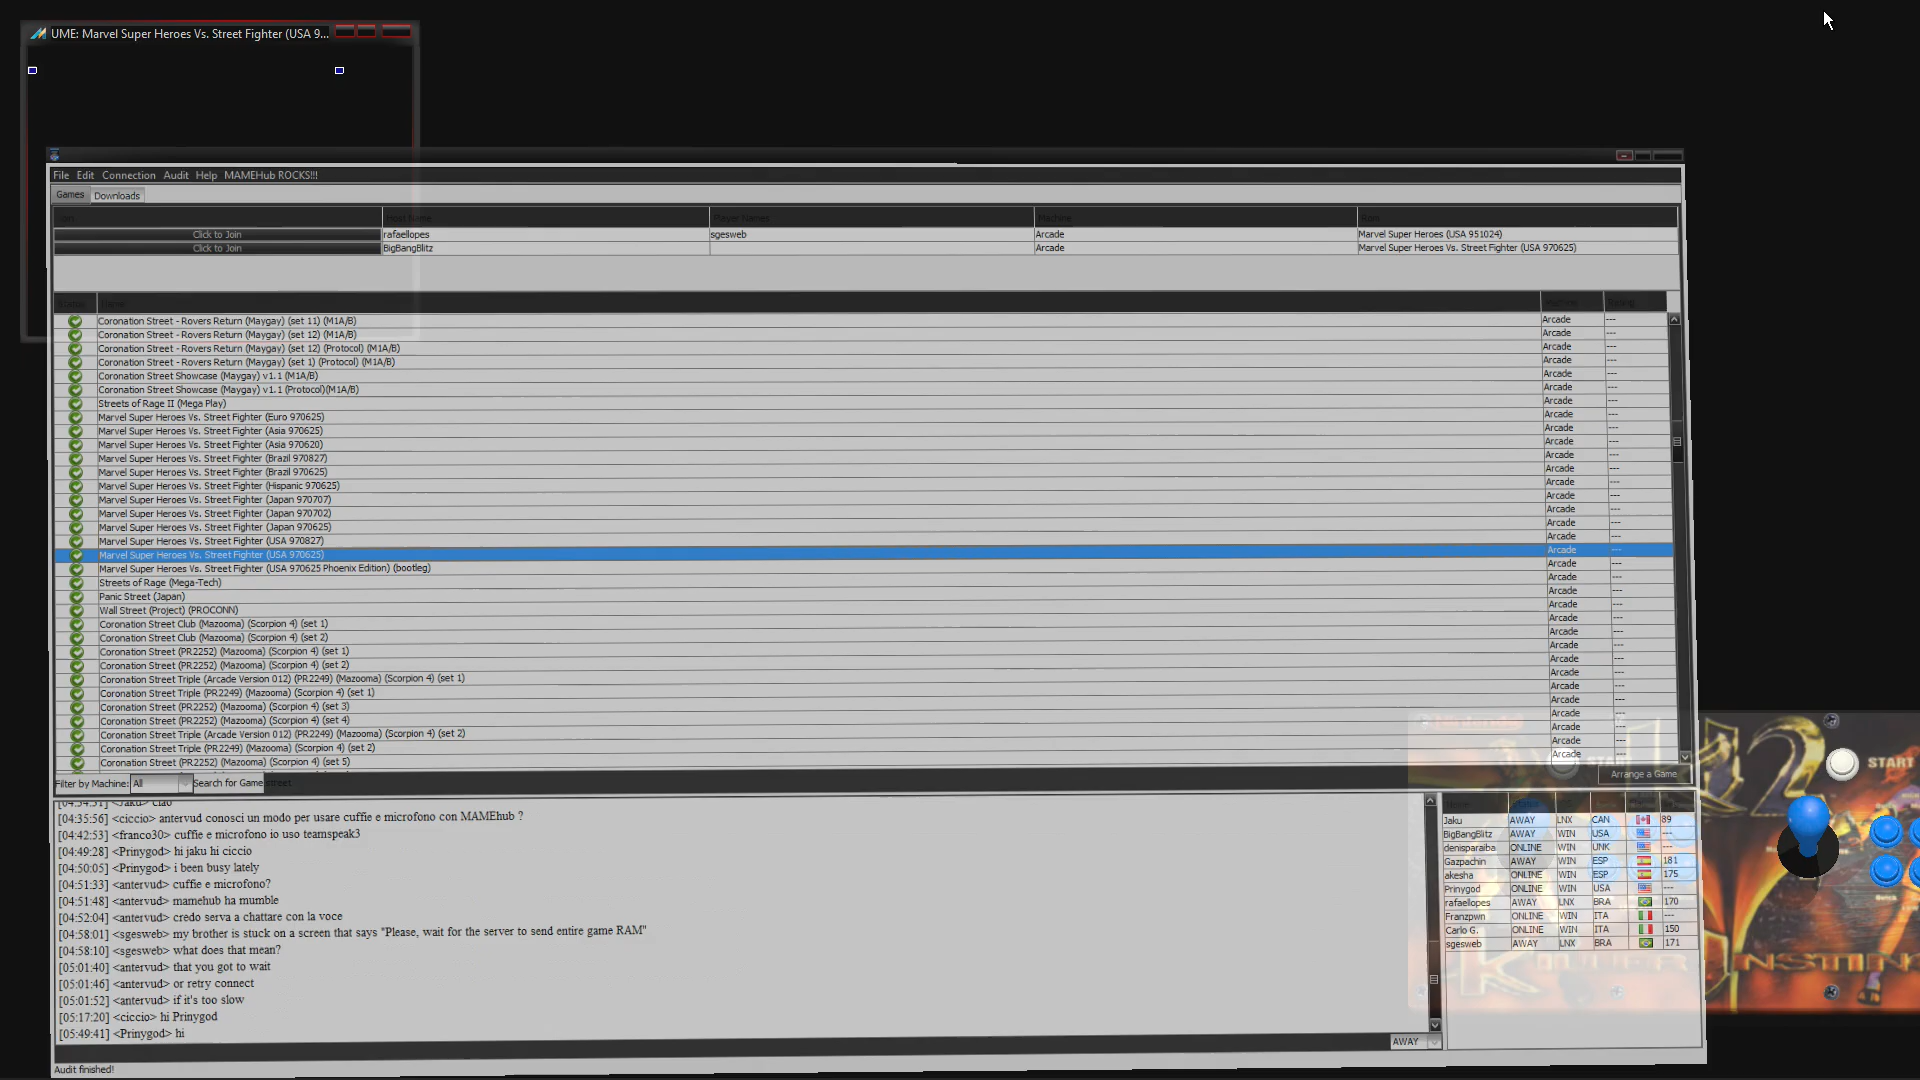 UME: Marvel Super Heroes Vs. Street Fighter (USA 9...
File Edit Connection Audit Help MAMEHub ROCKS!!!
Games Downloads
Host Name Player Names Machine
Click to Join rafaellopes sgesweb Arcade Marvel Super Heroes (USA 951024)
Click to Join BigBangBlitz Arcade Marvel Super Heroes Vs. Street Fighter (USA 970625)
Coronation Street - Rovers Return (Maygay) (set 11) (M1A/B) Arcade ---
Coronation Street - Rovers Return (Maygay) (set 12) (M1A/B) Arcade ---
Coronation Street - Rovers Return (Maygay) (set 12) (Protocol) (M1A/B) Arcade ---
Coronation Street - Rovers Return (Maygay) (set 1) (Protocol) (M1A/B) Arcade ---
Coronation Street Showcase (Maygay) v1.1 (M1A/B) Arcade ---
Coronation Street Showcase (Maygay) v1.1 (Protocol)(M1A/B) Arcade ---
Streets of Rage II (Mega Play) Arcade ---
Marvel Super Heroes Vs. Street Fighter (Euro 970625) Arcade ---
Marvel Super Heroes Vs. Street Fighter (Asia 970625) Arcade ---
Marvel Super Heroes Vs. Street Fighter (Asia 970620) Arcade ---
Marvel Super Heroes Vs. Street Fighter (Brazil 970827) Arcade ---
Marvel Super Heroes Vs. Street Fighter (Brazil 970625) Arcade ---
Marvel Super Heroes Vs. Street Fighter (Hispanic 970625) Arcade ---
Marvel Super Heroes Vs. Street Fighter (Japan 970707) Arcade ---
Marvel Super Heroes Vs. Street Fighter (Japan 970702) Arcade ---
Marvel Super Heroes Vs. Street Fighter (Japan 970625) Arcade ---
Marvel Super Heroes Vs. Street Fighter (USA 970827) Arcade ---
Marvel Super Heroes Vs. Street Fighter (USA 970625) Arcade ---
Marvel Super Heroes Vs. Street Fighter (USA 970625 Phoenix Edition) (bootleg) Arcade ---
Streets of Rage (Mega-Tech) Arcade ---
Panic Street (Japan) Arcade ---
Wall Street (Project) (PROCONN) Arcade ---
Coronation Street Club (Mazooma) (Scorpion 4) (set 1) Arcade ---
Coronation Street Club (Mazooma) (Scorpion 4) (set 2) Arcade ---
Coronation Street (PR2252) (Mazooma) (Scorpion 4) (set 1) Arcade ---
Coronation Street (PR2252) (Mazooma) (Scorpion 4) (set 2) Arcade ---
Coronation Street Triple (Arcade Version 012) (PR2249) (Mazooma) (Scorpion 4) (set 1) Arcade ---
Coronation Street Triple (PR2249) (Mazooma) (Scorpion 4) (set 1) Arcade ---
Coronation Street (PR2252) (Mazooma) (Scorpion 4) (set 3) Arcade ---
Coronation Street (PR2252) (Mazooma) (Scorpion 4) (set 4) Arcade ---
Coronation Street Triple (Arcade Version 012) (PR2249) (Mazooma) (Scorpion 4) (set 2) Arcade ---
Coronation Street Triple (PR2249) (Mazooma) (Scorpion 4) (set 2) Arcade ---
Coronation Street (PR2252) (Mazooma) (Scorpion 4) (set 5) Arcade
Filter by Machine: All Search for Game street Arrange a Game
START
[04:34:31] <Jaku> ciao
[04:35:56] <ciccio> antervud conosci un modo per usare cuffie e microfono con MAMEhub ?
[04:42:53] <franco30> cuffie e microfono io uso teamspeak3
[04:49:28] <Prinygod> hi jaku hi ciccio
[04:50:05] <Prinygod> i been busy lately
[04:51:33] <antervud> cuffie e microfono?
[04:51:48] <antervud> mamehub ha mumble
[04:52:04] <antervud> credo serva a chattare con la voce
[04:58:01] <sgesweb> my brother is stuck on a screen that says "Please, wait for the server to send entire game RAM"
[04:58:10] <sgesweb> what does that mean?
[05:01:40] <antervud> that you got to wait
[05:01:46] <antervud> or retry connect
[05:01:52] <antervud> if it's too slow
[05:17:20] <ciccio> hi Prinygod
[05:49:41] <Prinygod> hi
Jaku AWAY LNX CAN 89
BigBangBlitz AWAY WIN USA ---
denisparaiba ONLINE WIN UNK ---
Gazpachin AWAY WIN ESP 181
akesha ONLINE WIN ESP 175
Prinygod ONLINE WIN USA ---
rafaellopes AWAY LNX BRA 170
Franzpwn ONLINE WIN ITA ---
Carlo G. ONLINE WIN ITA 150
sgesweb AWAY LNX BRA 171
KILLER INSTINCT
AWAY
Audit finished!